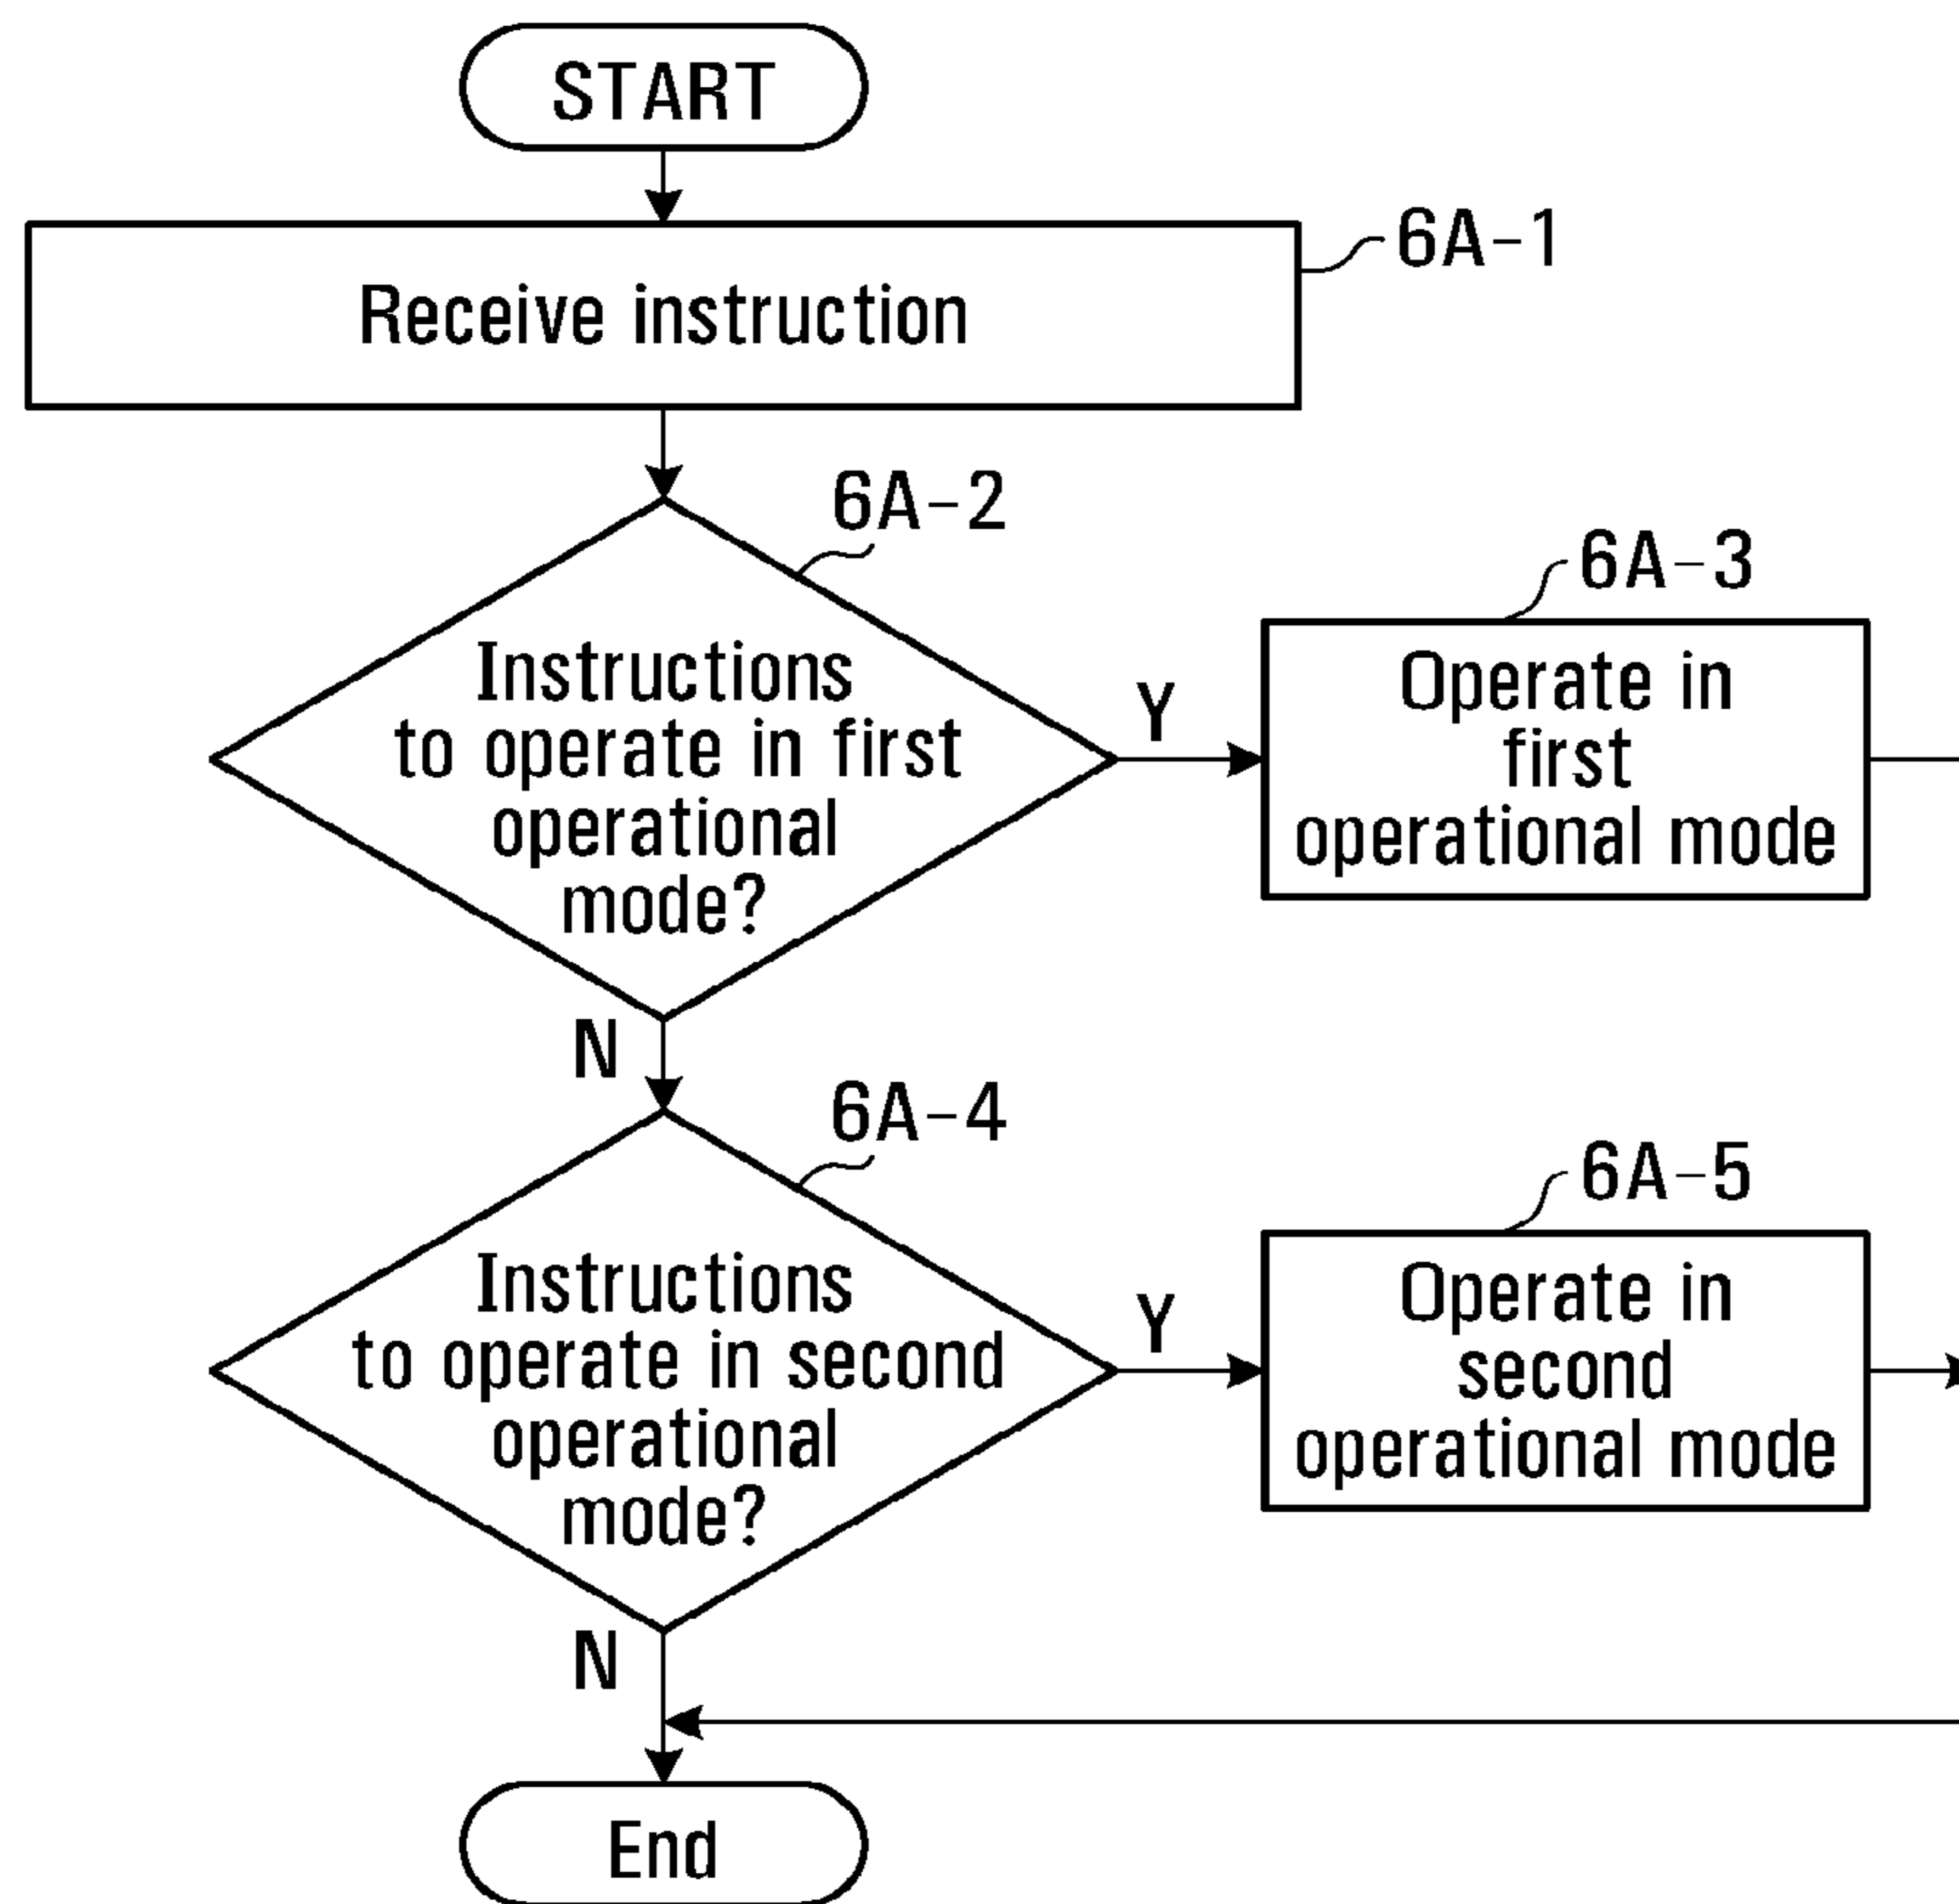 START
6A-1
Receive instruction
6A-2
Instructions
to operate in first
operational
mode?
Y
6A-3
Operate in
first
operational mode
N
6A-4
Instructions
to operate in second
operational
mode?
Y
6A-5
Operate in
second
operational mode
N
End